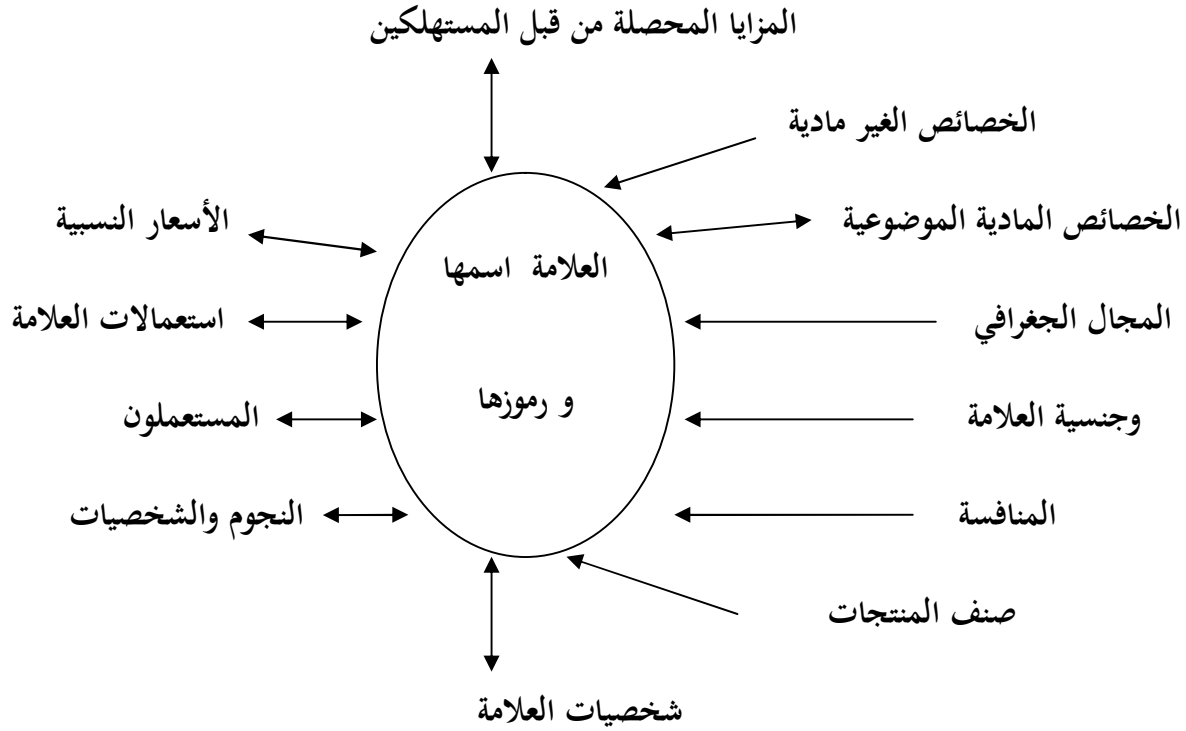 المزايا المحصلة من قبل المستهلكين
الخصائص الغير مادية
الخصائص المادية الموضوعية
الأسعار النسبية
العلامة اسمها
المجال الجغرافي
استعمالات العلامة
و رموزها
وجنسية العلامة
المستعملون
المنافسة
النجوم والشخصيات
صنف المنتجات
شخصيات العلامة